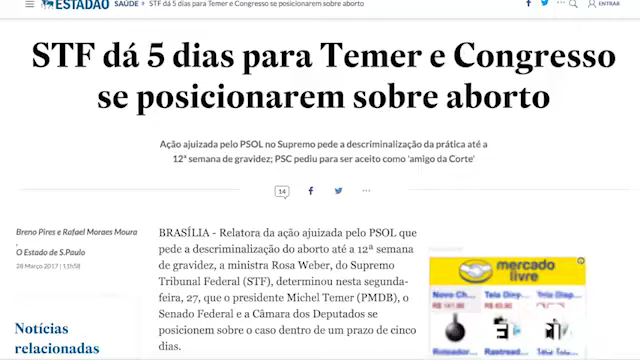 ESTADÃO SAÚDE STF dá 5 dias para Temer e Congresso se posicionarem sobre aborto ENTRAR
STF dá 5 dias para Temer e Congresso
se posicionarem sobre aborto
Ação ajuizada pelo PSOL no Supremo pede a descriminalização da prática até a
12ª semana de gravidez; PSC pediu para ser aceito como 'amigo da Corte'
14
Breno Pires e Rafael Moraes Moura
,
O Estado de S.Paulo
28 Março 2017 | 11h58
BRASÍLIA - Relatora da ação ajuizada pelo PSOL que
pede a descriminalização do aborto até a 12ª semana
de gravidez, a ministra Rosa Weber, do Supremo
Tribunal Federal (STF), determinou nesta segunda-
feira, 27, que o presidente Michel Temer (PMDB), o
Senado Federal e a Câmara dos Deputados se
posicionem sobre o caso dentro de um prazo de cinco
dias.
Notícias
relacionadas
mercado
livre